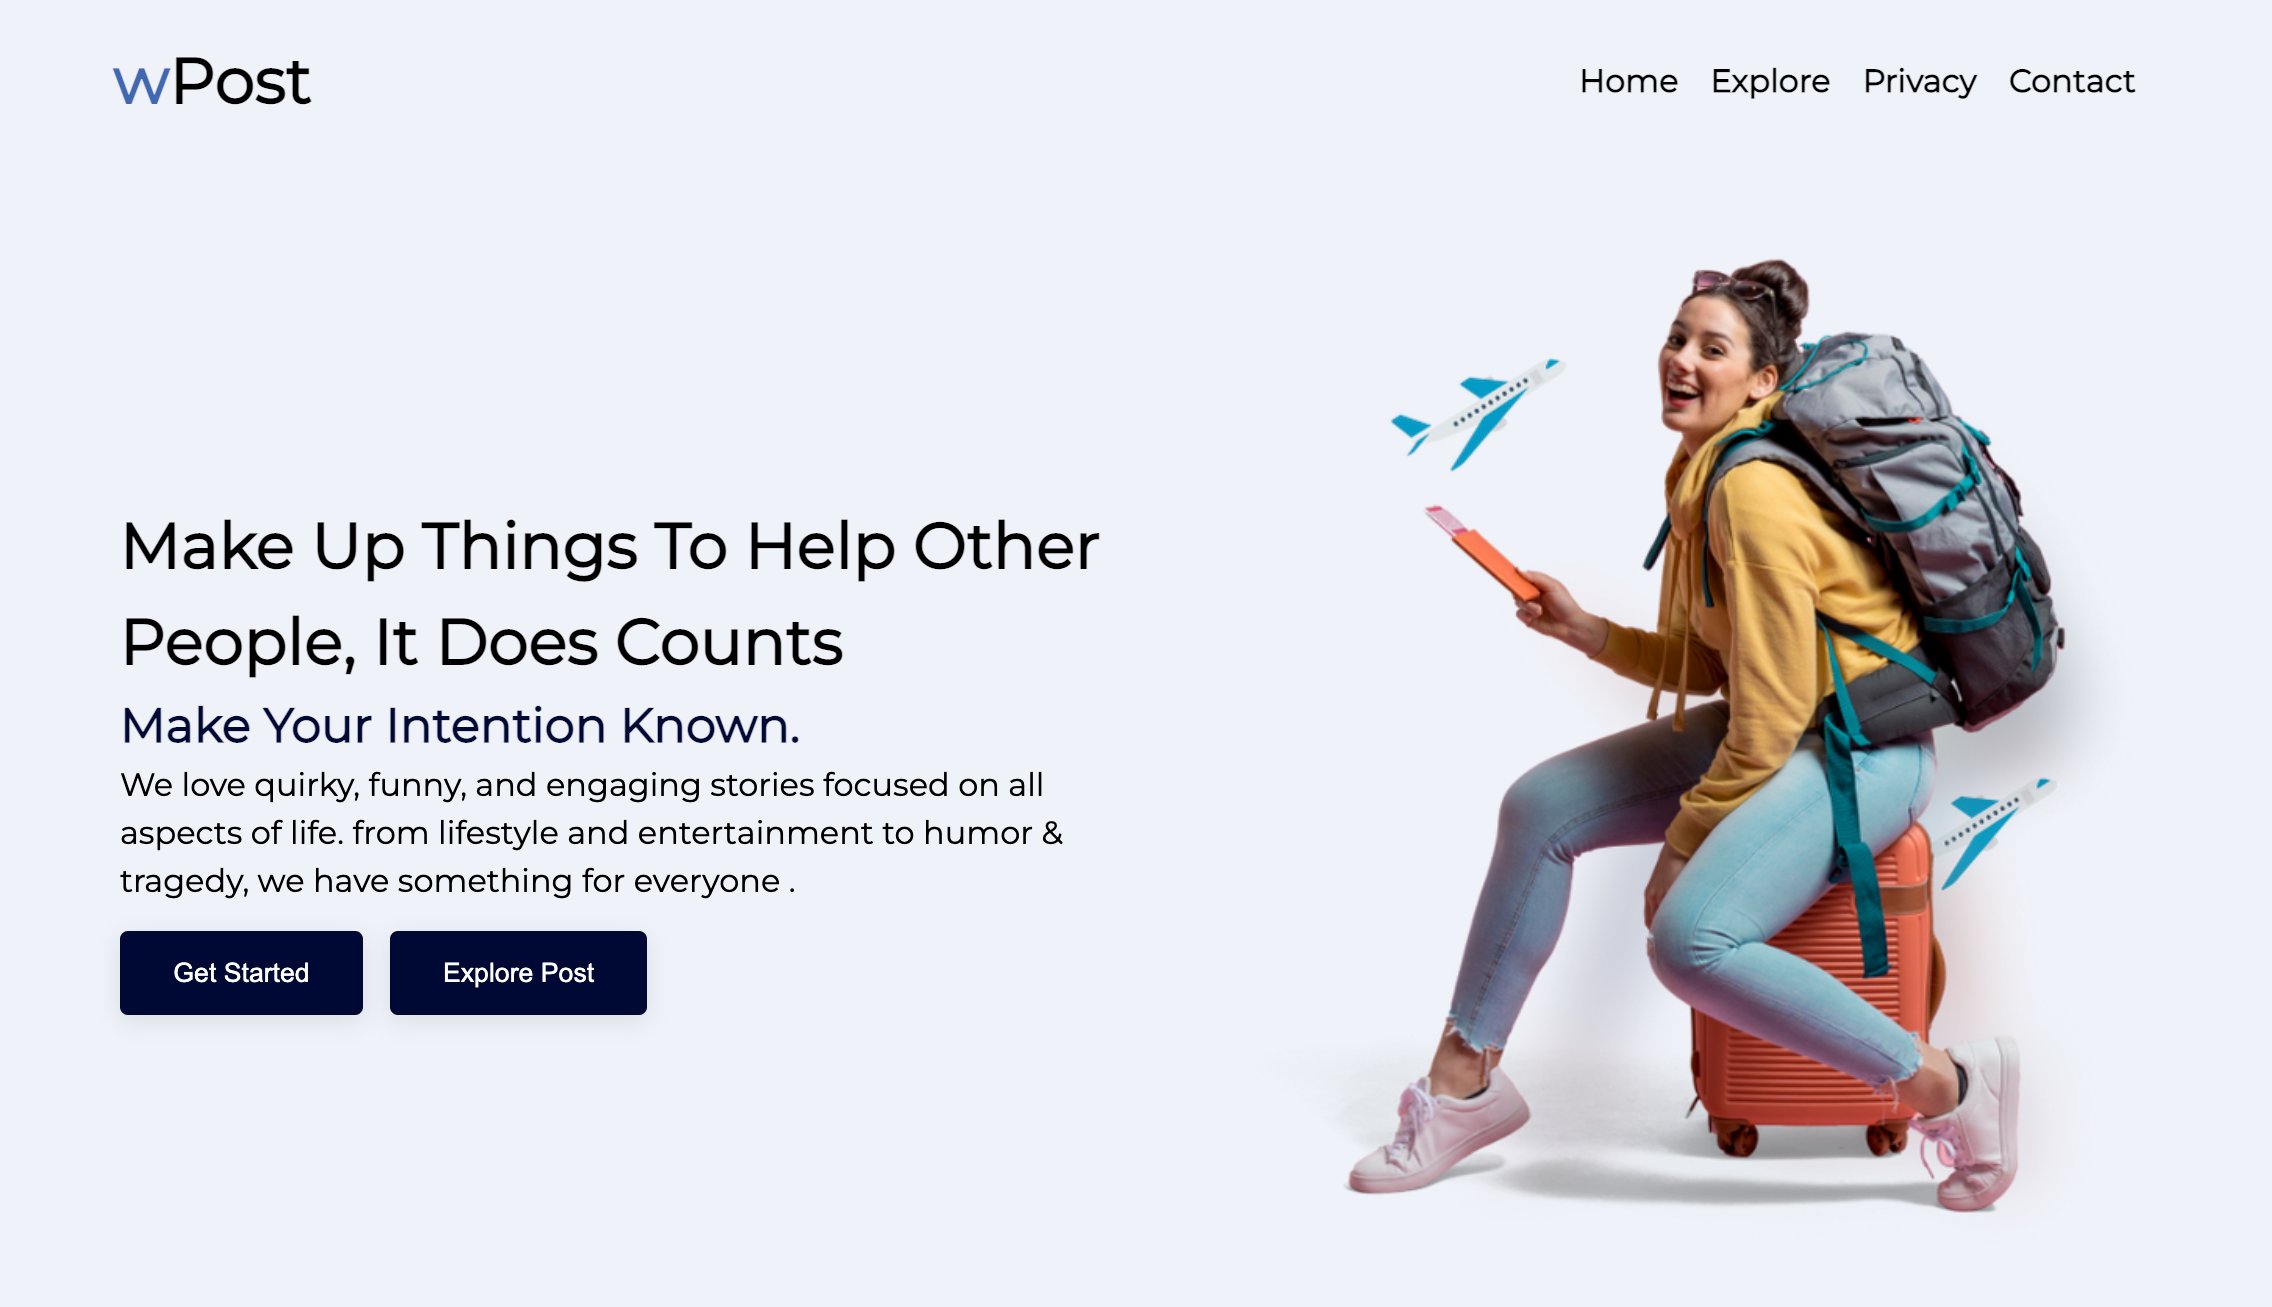 wPost
Home Explore Privacy Contact
Make Up Things To Help Other
People, It Does Counts
Make Your Intention Known.
We love quirky, funny, and engaging stories focused on all
aspects of life. from lifestyle and entertainment to humor &
tragedy, we have something for everyone .
Get Started Explore Post